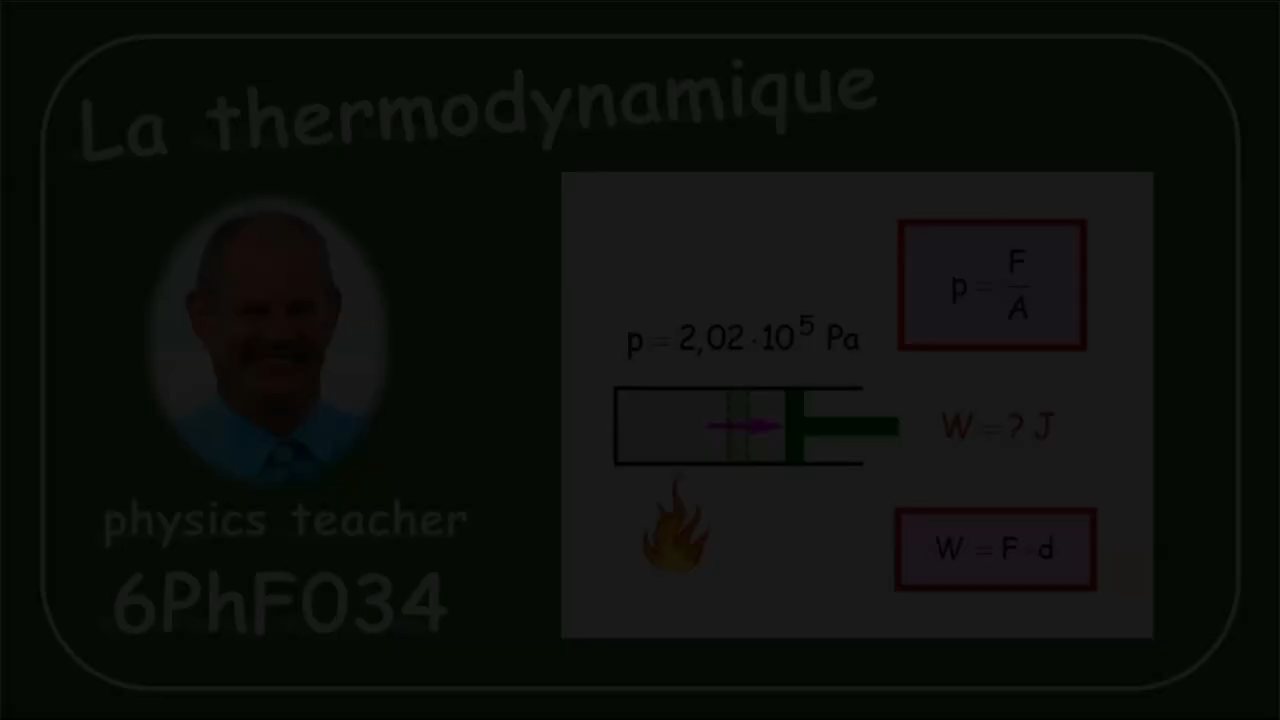 La thermodynamique
p = F/A
p = 2,02 · 10⁵ Pa
W = ? J
physics teacher
W = F · d
6PhF034